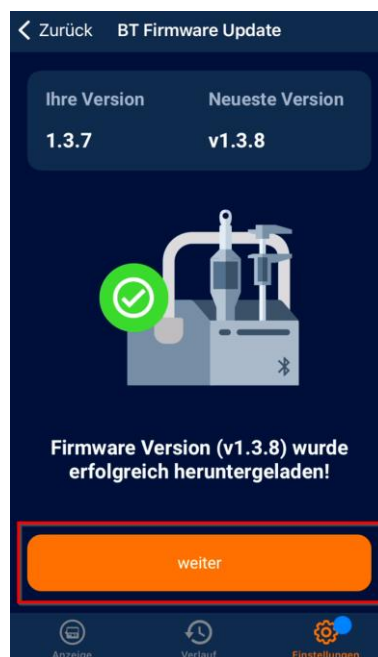 Zurück BT Firmware Update
Ihre Version Neueste Version
1.3.7 v1.3.8
Firmware Version (v1.3.8) wurde
erfolgreich heruntergeladen!
weiter
Anzeige Verlauf Einstellungen